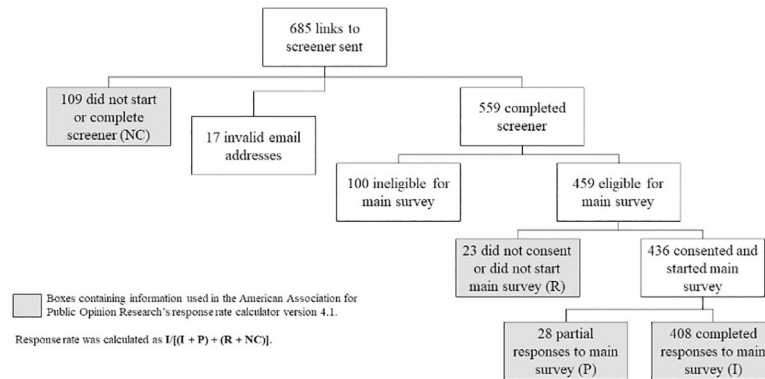 685 links to
screener sent
109 did not start
or complete
screener (NC)
17 invalid email
addresses
559 completed
screener
100 ineligible for
main survey
459 eligible for
main survey
23 did not consent
or did not start
main survey (R)
436 consented and
started main
survey
28 partial
responses to main
survey (P)
408 completed
responses to main
survey (I)
Boxes containing information used in the American Association for
Public Opinion Research's response rate calculator version 4.1.
Response rate was calculated as I/[(I + P) + (R + NC)].